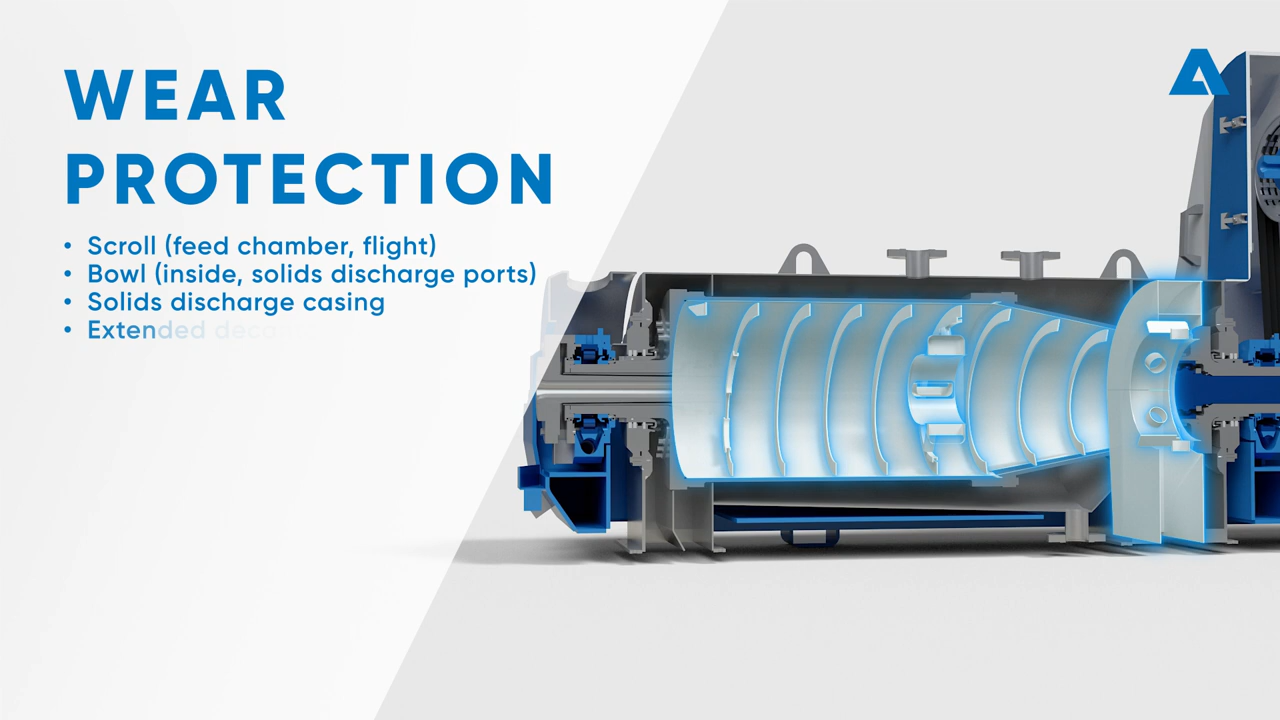 WEAR
PROTECTION
• Scroll (feed chamber, flight)
• Bowl (inside, solids discharge ports)
• Solids discharge casing
• Extended